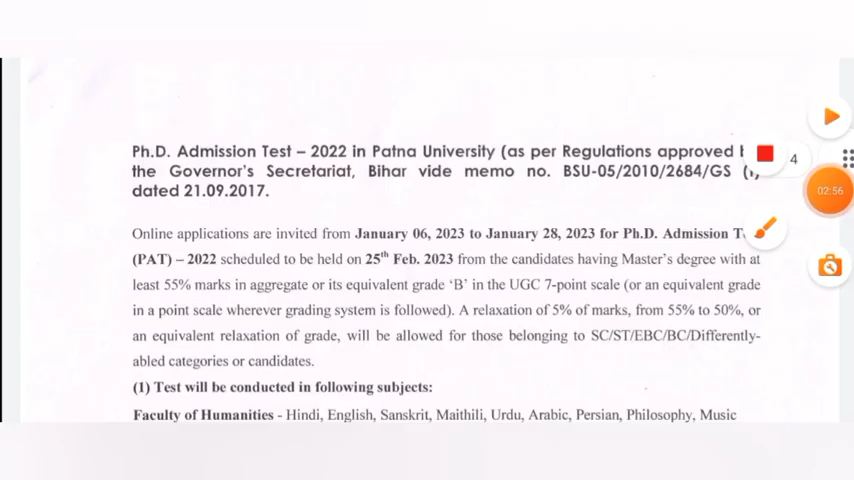 Ph.D. Admission Test – 2022 in Patna University (as per Regulations approved
the Governor's Secretariat, Bihar vide memo no. BSU-05/2010/2684/GS (I)
dated 21.09.2017.
Online applications are invited from January 06, 2023 to January 28, 2023 for Ph.D. Admission
(PAT) – 2022 scheduled to be held on 25th Feb. 2023 from the candidates having Master's degree with at
least 55% marks in aggregate or its equivalent grade 'B' in the UGC 7-point scale (or an equivalent grade
in a point scale wherever grading system is followed). A relaxation of 5% of marks, from 55% to 50%, or
an equivalent relaxation of grade, will be allowed for those belonging to SC/ST/EBC/BC/Differently-
abled categories or candidates.
(1) Test will be conducted in following subjects:
Faculty of Humanities - Hindi, English, Sanskrit, Maithili, Urdu, Arabic, Persian, Philosophy, Music
4
02:56